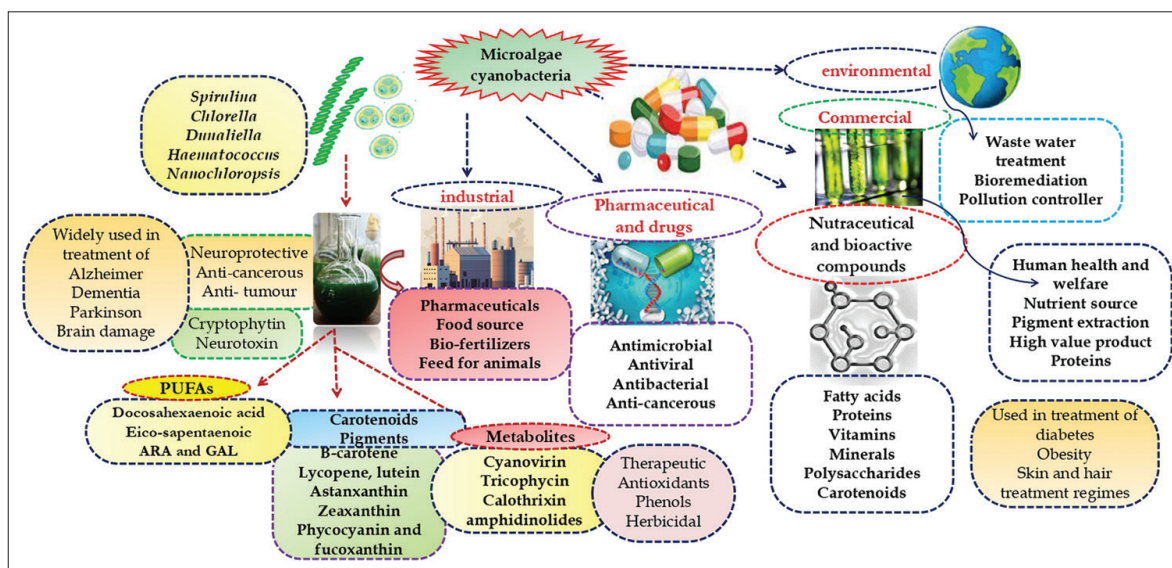 Microalgae
cyanobacteria
environmental
Spirulina
Chlorella
Dunaliella
Haematococcus
Nanochloropsis
Commercial
Waste water
treatment
Bioremediation
Pollution controller
industrial
Pharmaceutical
and drugs
Nutraceutical
and bioactive
compounds
Widely used in
treatment of
Alzheimer
Dementia
Parkinson
Brain damage
Neuroprotective
Anti-cancerous
Anti- tumour
Cryptophytin
Neurotoxin
Pharmaceuticals
Food source
Bio-fertilizers
Feed for animals
Human health and
welfare
Nutrient source
Pigment extraction
High value product
Proteins
Antimicrobial
Antiviral
Antibacterial
Anti-cancerous
PUFAs
Docosahexaenoic acid
Eico-sapentaenoic
ARA and GAL
Carotenoids
Pigments
B-carotene
Lycopene, lutein
Astanxanthin
Zeaxanthin
Phycocyanin and
fucoxanthin
Metabolites
Cyanovirin
Tricophycin
Calothrixin
amphidinolides
Therapeutic
Antioxidants
Phenols
Herbicidal
Fatty acids
Proteins
Vitamins
Minerals
Polysaccharides
Carotenoids
Used in treatment of
diabetes
Obesity
Skin and hair
treatment regimes